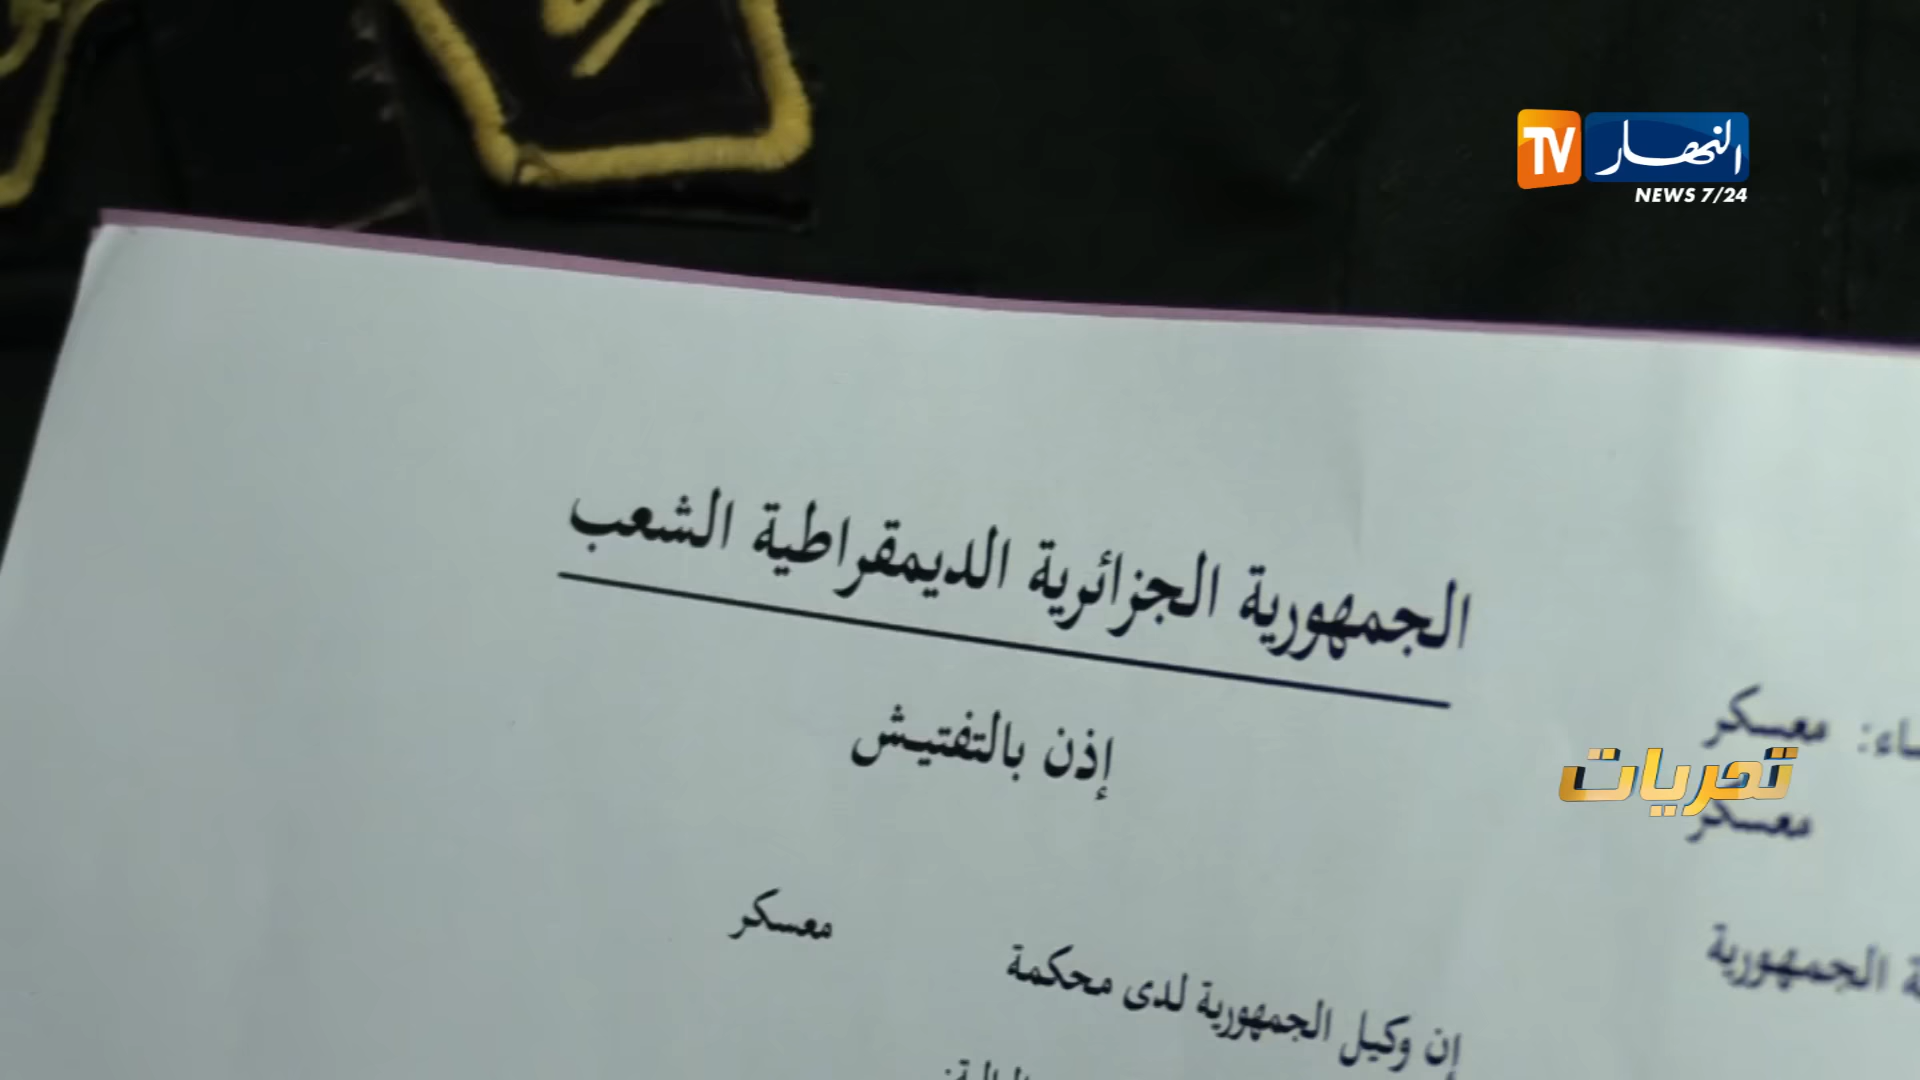 TV النهار
NEWS 7/24
الجمهورية الجزائرية الديمقراطية الشعب
إذن بالتفتيش
معسكر
تحريات
معسكر
الجمهورية
معسكر
إن وكيل الجمهورية لدى محكمة